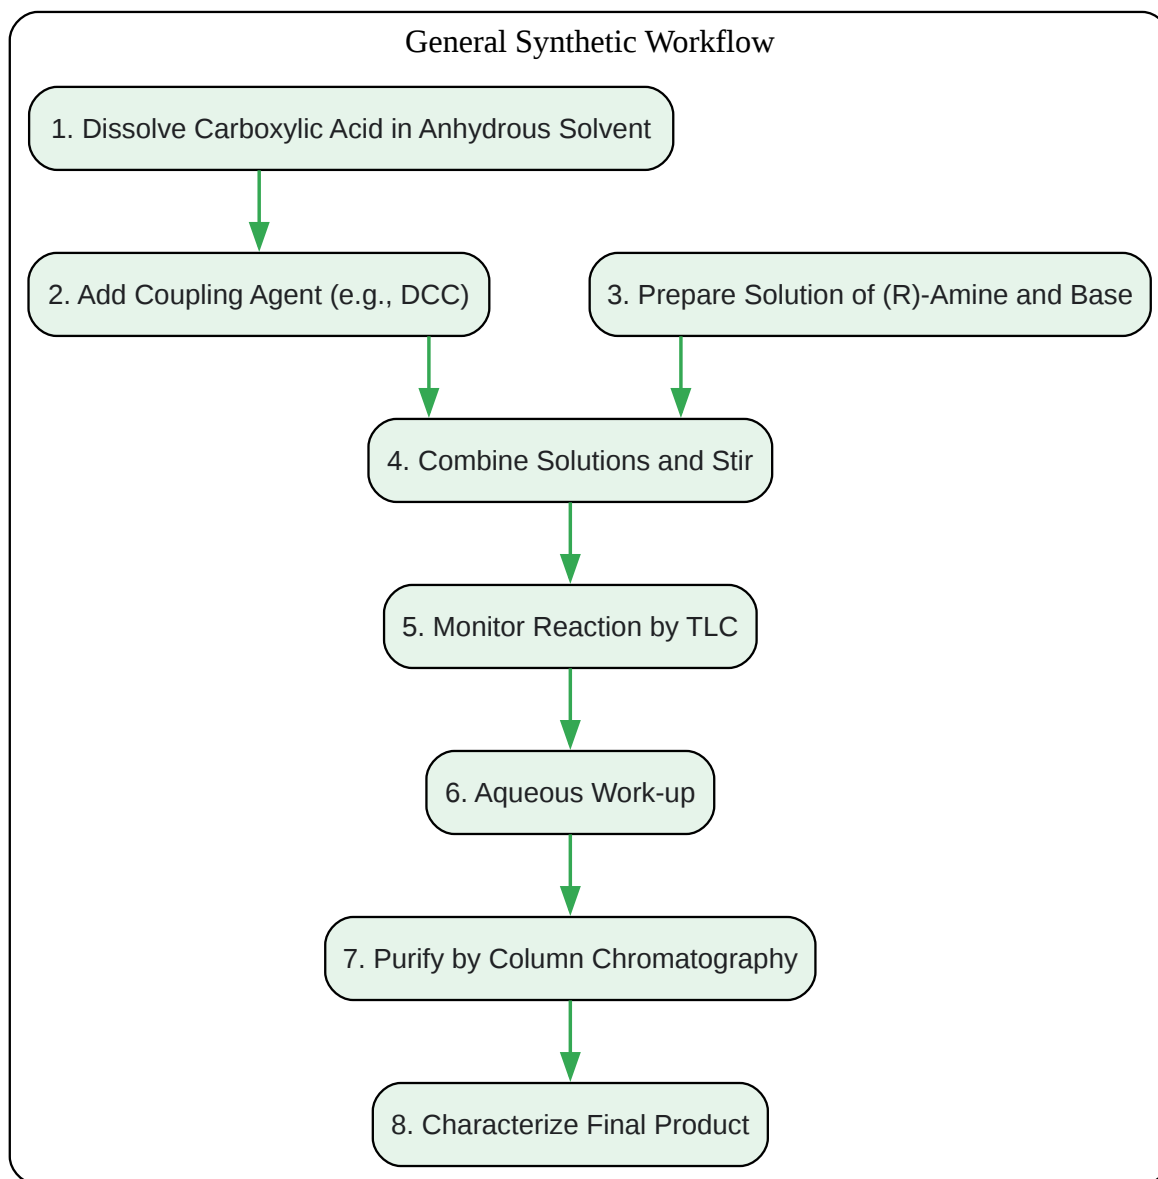 General Synthetic Workflow
1. Dissolve Carboxylic Acid in Anhydrous Solvent
2. Add Coupling Agent (e.g., DCC)
3. Prepare Solution of (R)-Amine and Base
4. Combine Solutions and Stir
5. Monitor Reaction by TLC
6. Aqueous Work-up
7. Purify by Column Chromatography
8. Characterize Final Product